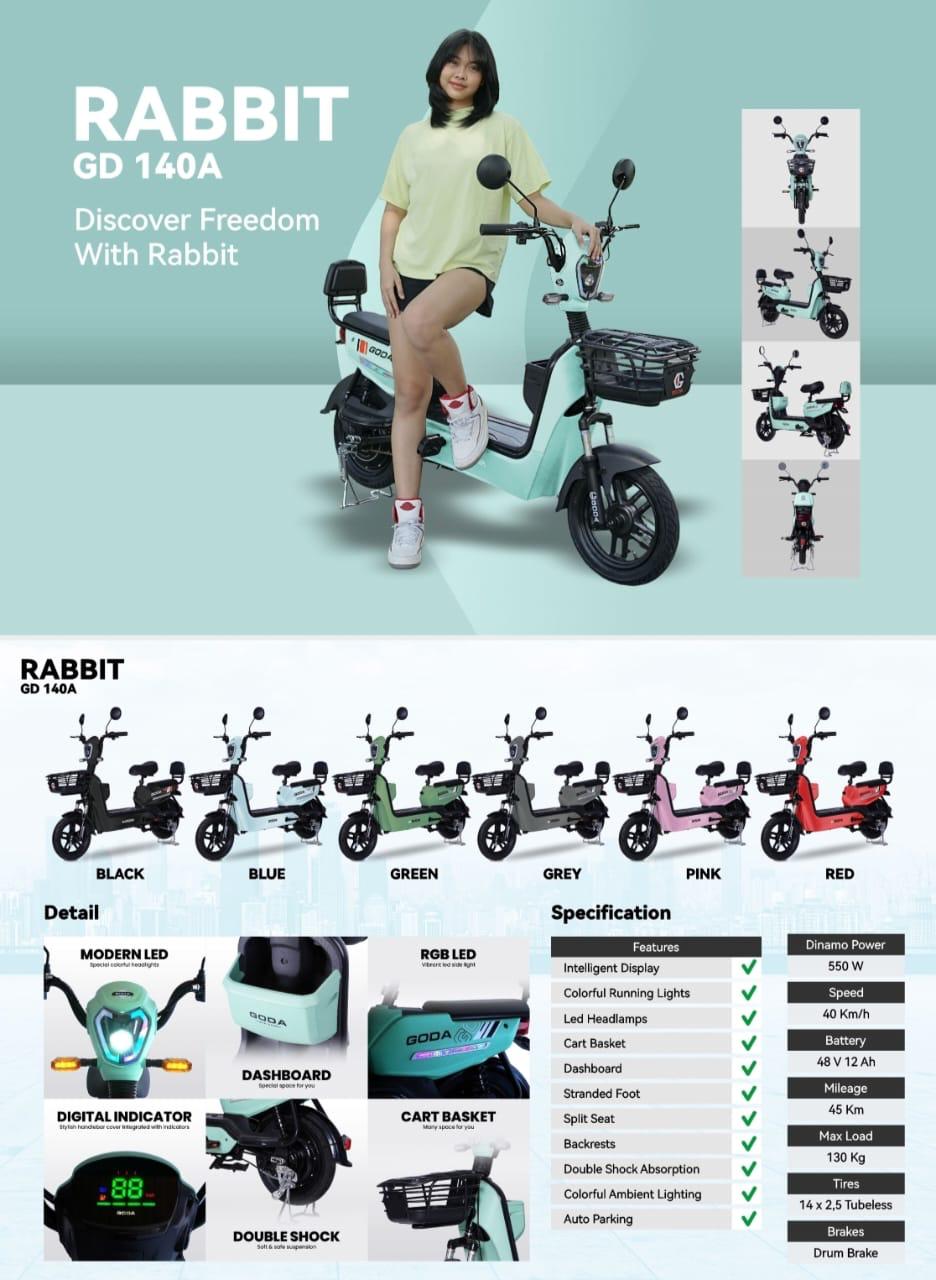 RABBIT
GD 140A
Discover Freedom
With Rabbit
GODA
GODA
RABBIT
GD 140A
BLACK
BLUE
GREEN
GREY
PINK
RED
Detail
MODERN LED
Special colorful headlights
GODA
DASHBOARD
Special space for you
RGB LED
Vibrant led side light
GODA
DIGITAL INDICATOR
Stylish handlebar cover integrated with indicators
88
GODA
DOUBLE SHOCK
Soft & safe suspension
CART BASKET
Many space for you
Specification
Features
Intelligent Display
Colorful Running Lights
Led Headlamps
Cart Basket
Dashboard
Stranded Foot
Split Seat
Backrests
Double Shock Absorption
Colorful Ambient Lighting
Auto Parking
Dinamo Power
550 W
Speed
40 Km/h
Battery
48 V 12 Ah
Mileage
45 Km
Max Load
130 Kg
Tires
14 x 2,5 Tubeless
Brakes
Drum Brake